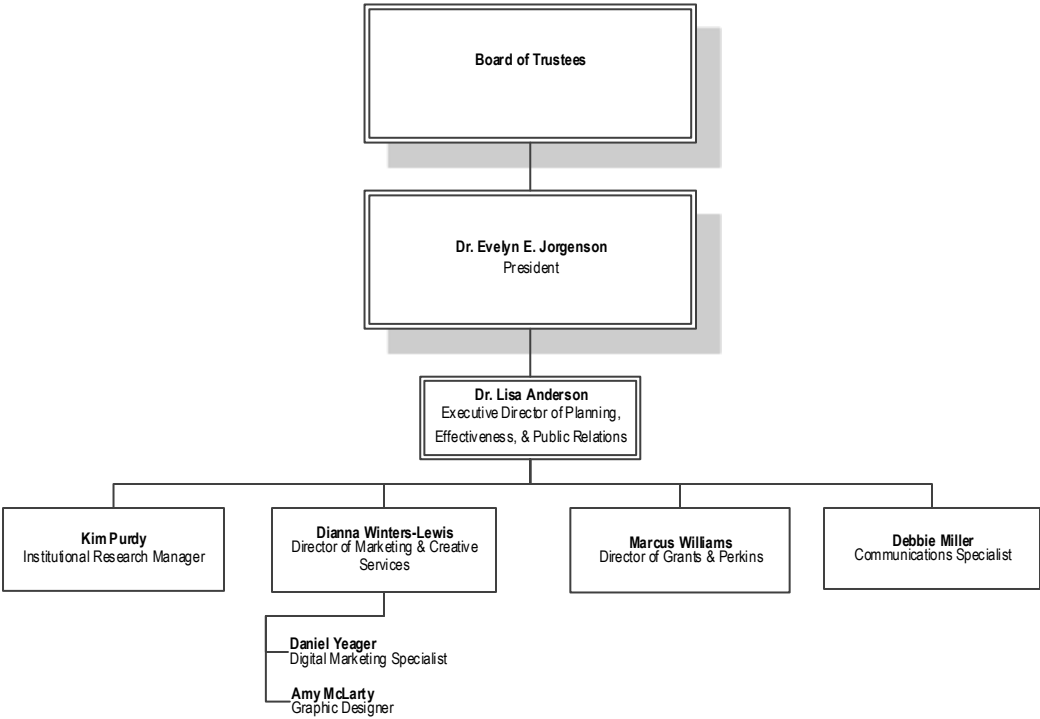 Board of Trustees
Dr. Evelyn E. Jorgenson
President
Dr. Lisa Anderson
Executive Director of Planning,
Effectiveness, & Public Relations
Kim Purdy
Institutional Research Manager
Dianna Winters-Lewis
Director of Marketing & Creative
Services
Marcus Williams
Director of Grants & Perkins
Debbie Miller
Communications Specialist
Daniel Yeager
Digital Marketing Specialist
Amy McLarty
Graphic Designer